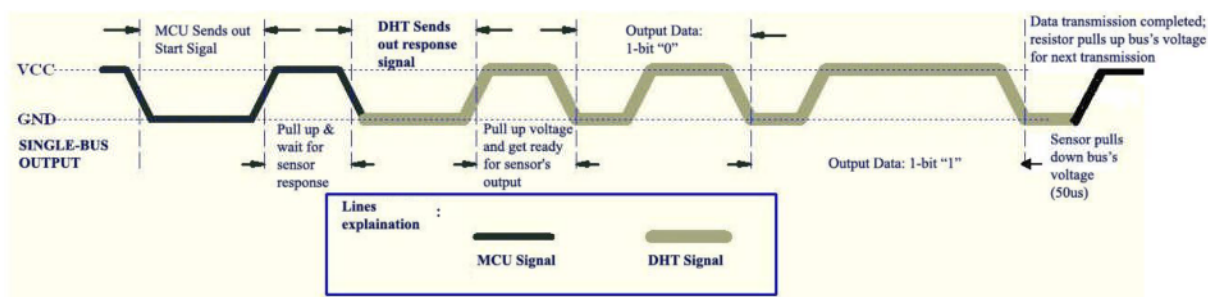 MCU Sends out
Start Sigal
DHT Sends
out response
signal
Output Data:
1-bit “0”
Data transmission completed;
resistor pulls up bus’s voltage
for next transmission
VCC
GND
SINGLE-BUS
OUTPUT
Pull up &
wait for
sensor
response
Pull up voltage
and get ready
for sensor's
output
Output Data: 1-bit “1”
Sensor pulls
down bus’s
voltage
(50us)
Lines
explaination :
MCU Signal
DHT Signal